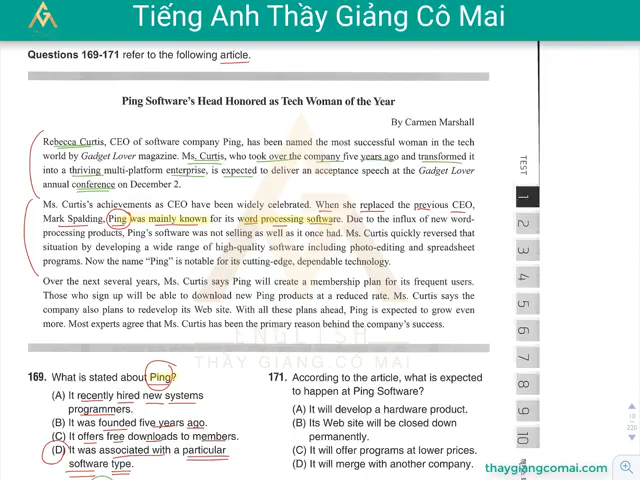 Tiếng Anh Thầy Giảng Cô Mai
Questions 169-171 refer to the following article.
Ping Software's Head Honored as Tech Woman of the Year
By Carmen Marshall
Rebecca Curtis, CEO of software company Ping, has been named the most successful woman in the tech
world by Gadget Lover magazine. Ms. Curtis, who took over the company five years ago and transformed it
into a thriving multi-platform enterprise, is expected to deliver an acceptance speech at the Gadget Lover
annual conference on December 2.
Ms. Curtis's achievements as CEO have been widely celebrated. When she replaced the previous CEO,
Mark Spalding, Ping was mainly known for its word processing software. Due to the influx of new word-
processing products, Ping's software was not selling as well as it once had. Ms. Curtis quickly reversed that
situation by developing a wide range of high-quality software including photo-editing and spreadsheet
programs. Now the name “Ping” is notable for its cutting-edge, dependable technology.
Over the next several years, Ms. Curtis says Ping will create a membership plan for its frequent users.
Those who sign up will be able to download new Ping products at a reduced rate. Ms. Curtis says the
company also plans to redevelop its Web site. With all these plans ahead, Ping is expected to grow even
more. Most experts agree that Ms. Curtis has been the primary reason behind the company's success.
ENGLISH
THẦY GIẢNG.CÔ MAI
169. What is stated about Ping?
(A) It recently hired new systems
programmers.
(B) It was founded five years ago.
(C) It offers free downloads to members.
(D) It was associated with a particular
software type.
171. According to the article, what is expected
to happen at Ping Software?
(A) It will develop a hardware product.
(B) Its Web site will be closed down
permanently.
(C) It will offer programs at lower prices.
(D) It will merge with another company.
TEST
1
2
3
4
5
6
7
8
9
10
220
thaygiangcomai.com